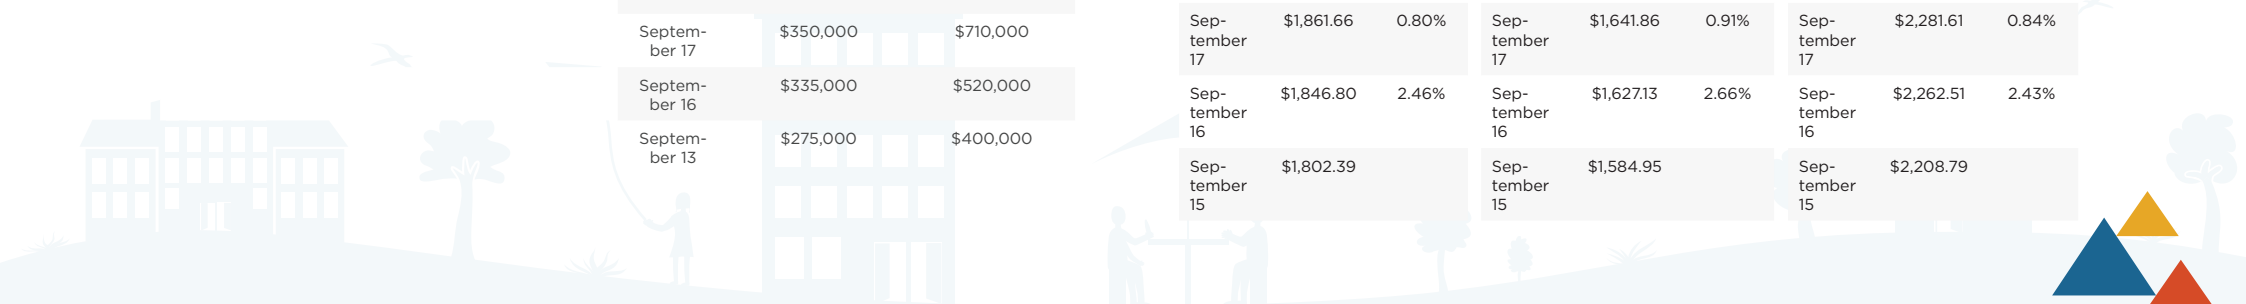 Septem-
ber 17
$350,000 $710,000
Septem-
ber 16
$335,000 $520,000
Septem-
ber 13
$275,000 $400,000
Sep-
tember
17
$1,861.66 0.80%
Sep-
tember
16
$1,846.80 2.46%
Sep-
tember
15
$1,802.39
Sep-
tember
17
$1,641.86 0.91%
Sep-
tember
16
$1,627.13 2.66%
Sep-
tember
15
$1,584.95
Sep-
tember
17
$2,281.61 0.84%
Sep-
tember
16
$2,262.51 2.43%
Sep-
tember
15
$2,208.79